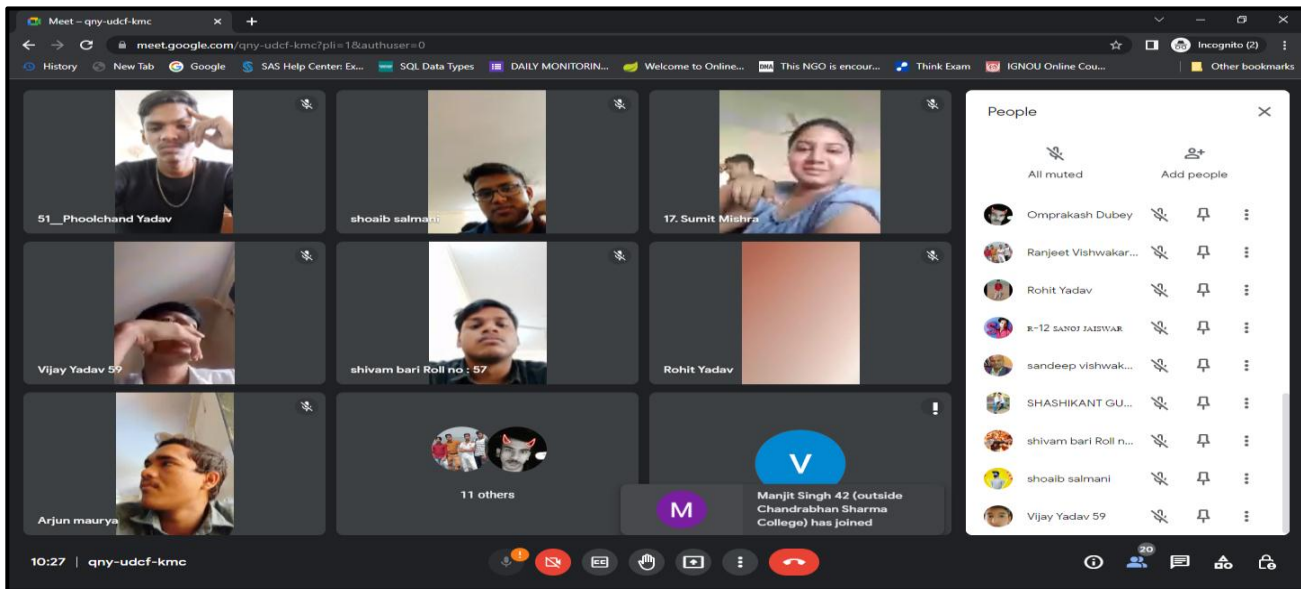 Meet – qny-udcf-kmc
meet.google.com/qny-udcf-kmc?pli=1&authuser=0
Incognito (2)
History
New Tab
Google
SAS Help Center: Ex...
SQL Data Types
DAILY MONITORIN...
Welcome to Online...
This NGO is encour...
Think Exam
IGNOU Online Cou...
Other bookmarks
51__Phoolchand Yadav
shoaib salmani
17. Sumit Mishra
Vijay Yadav 59
shivam bari Roll no : 57
Rohit Yadav
Arjun maurya
11 others
V
M
Manjit Singh 42 (outside
Chandrabhan Sharma
College) has joined
People
All muted
Add people
Omprakash Dubey
Ranjeet Vishwakar...
Rohit Yadav
R-12 SANOJ JAISWAR
sandeep vishwak...
SHASHIKANT GU...
shivam bari Roll n...
shoaib salmani
Vijay Yadav 59
10:27 | qny-udcf-kmc
CC
20